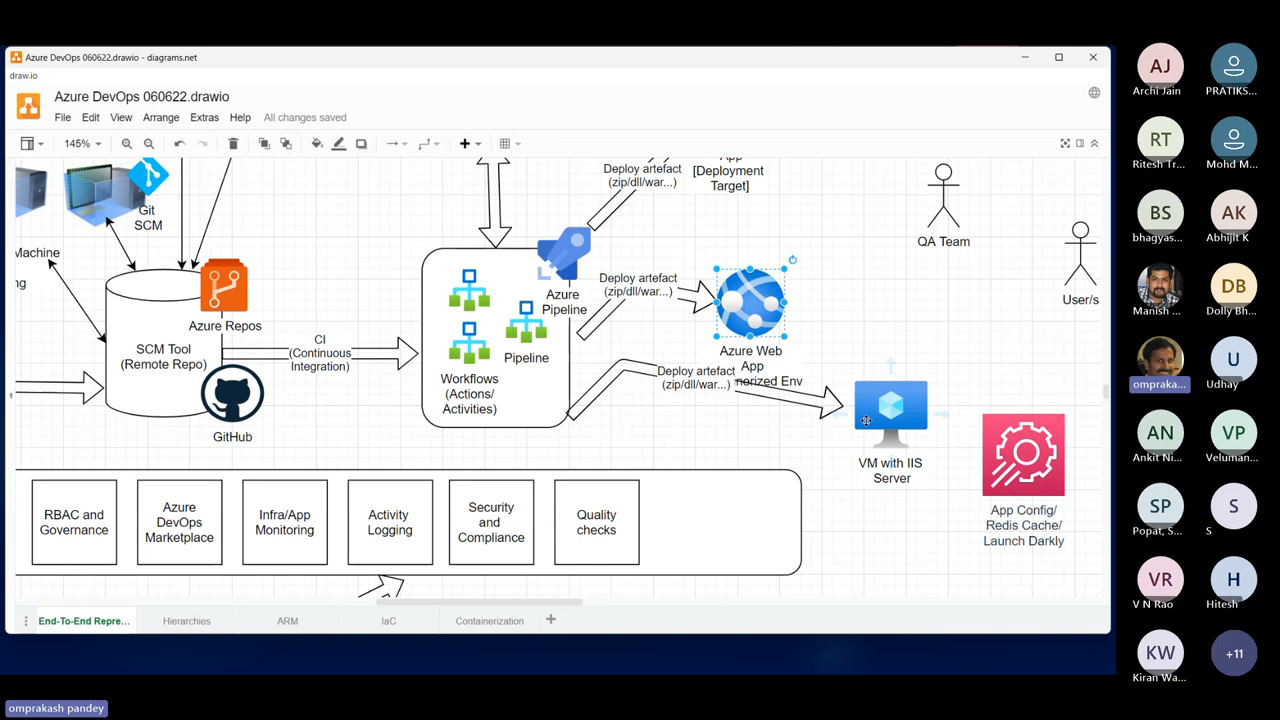 Azure DevOps 060622.drawio - diagrams.net
draw.io
Azure DevOps 060622.drawio
File Edit View Arrange Extras Help All changes saved
145%
Deploy artefact
(zip/dll/war...)
[Deployment
Target]
Git
SCM
QA Team
Machine
ng
User/s
Azure Repos
Azure
Pipeline
Deploy artefact
(zip/dll/war...)
SCM Tool
(Remote Repo)
CI
(Continuous
Integration)
Pipeline
Workflows
(Actions/
Activities)
Azure Web
App
Deploy artefact
(zip/dll/war...)
norized Env
GitHub
VM with IIS
Server
App Config/
Redis Cache/
Launch Darkly
RBAC and
Governance
Azure
DevOps
Marketplace
Infra/App
Monitoring
Activity
Logging
Security
and
Compliance
Quality
checks
End-To-End Repre... Hierarchies ARM IaC Containerization
AJ
Archi Jain
PRATIKS...
RT
Ritesh Tr...
Mohd M...
BS
bhagyas...
AK
Abhijit K
Manish ...
DB
Dolly Bh...
ompraka...
U
Udhay
AN
Ankit Ni...
VP
Veluman...
SP
Popat, S...
S
S
VR
V N Rao
H
Hitesh
KW
Kiran Wa...
+11
omprakash pandey